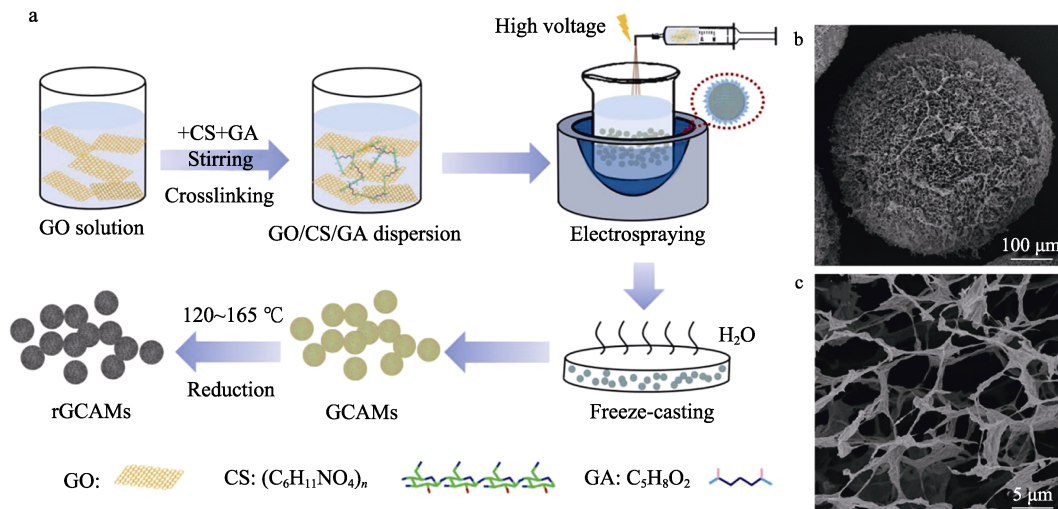 a
High voltage
+CS+GA
Stirring
Crosslinking
GO solution
GO/CS/GA dispersion
Electrospraying
H₂O
120~165 ℃
Reduction
rGCAMs
GCAMs
Freeze-casting
GO:
CS: (C₆H₁₁NO₄)ₙ
GA: C₅H₈O₂
b
100 μm
c
5 μm